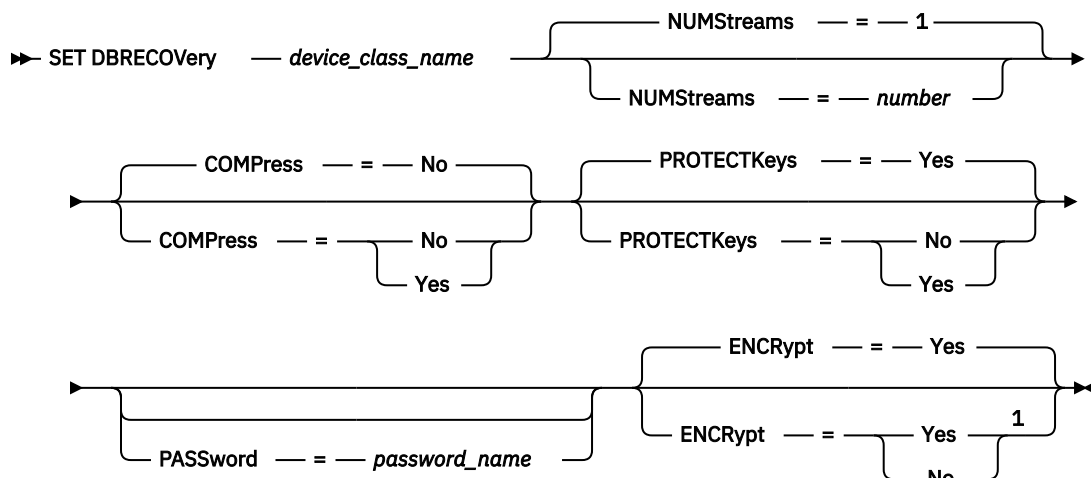 NUMStreams = 1
SET DBRECOVery device_class_name
NUMStreams = number
COMPress = No
PROTECTKeys = Yes
COMPress = No
PROTECTKeys = No
Yes
Yes
ENCRypt = Yes
1
ENCRypt = Yes
PASSword = password_name
No